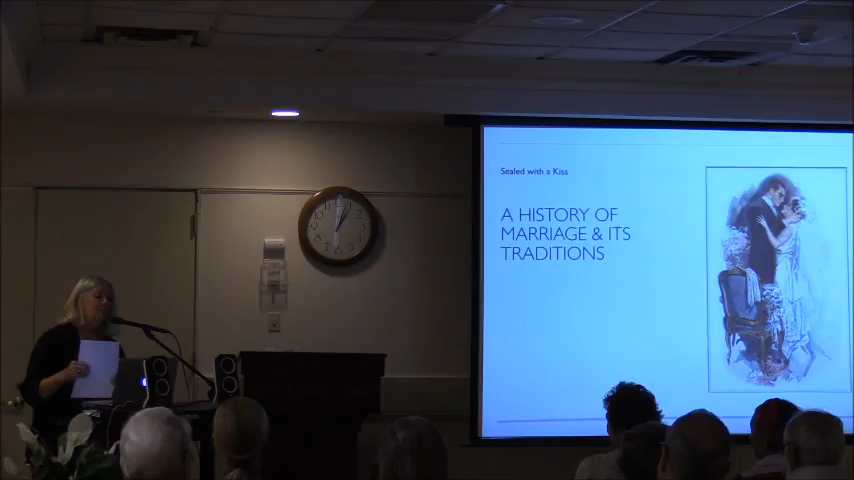 Sealed with a Kiss
A HISTORY OF
MARRIAGE & ITS
TRADITIONS